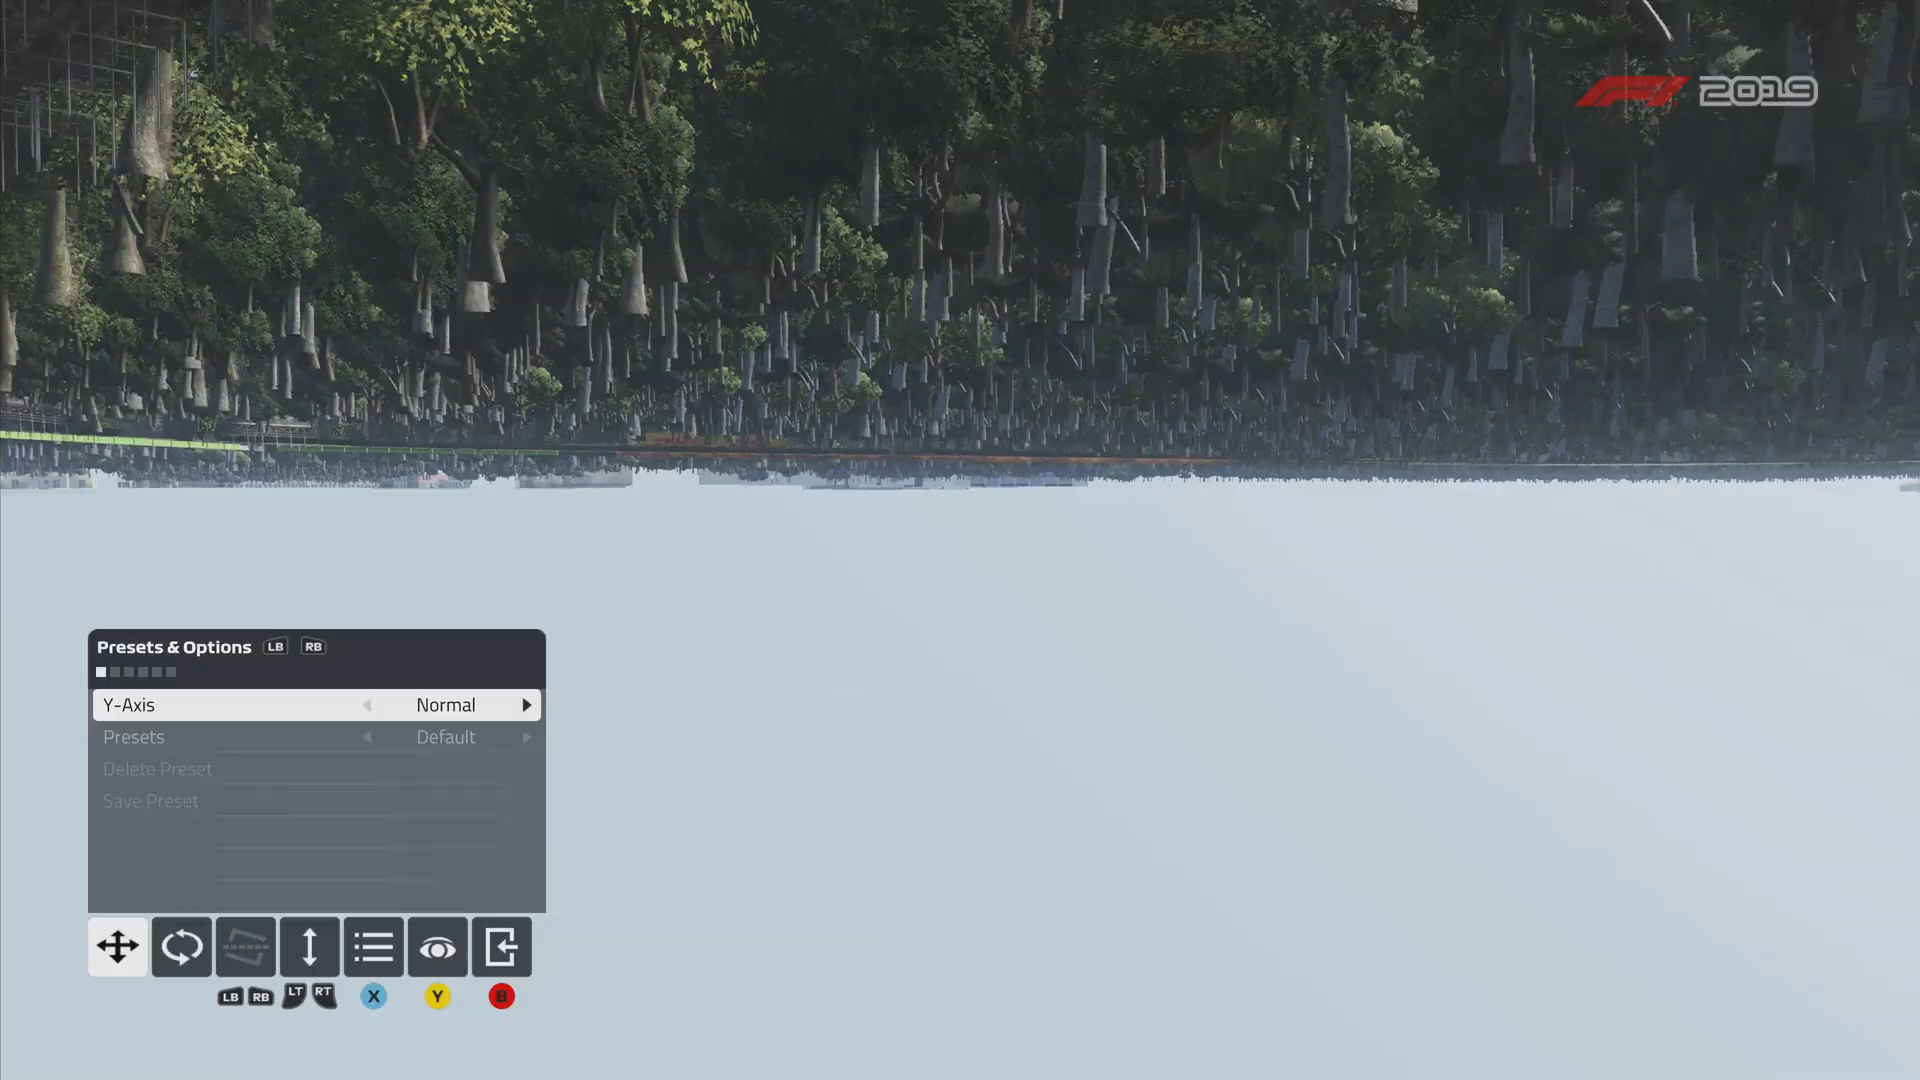 F1 2019
Presets & Options LB RB
Y-Axis Normal
Presets Default
Delete Preset
Save Preset
LB RB LT RT X Y B